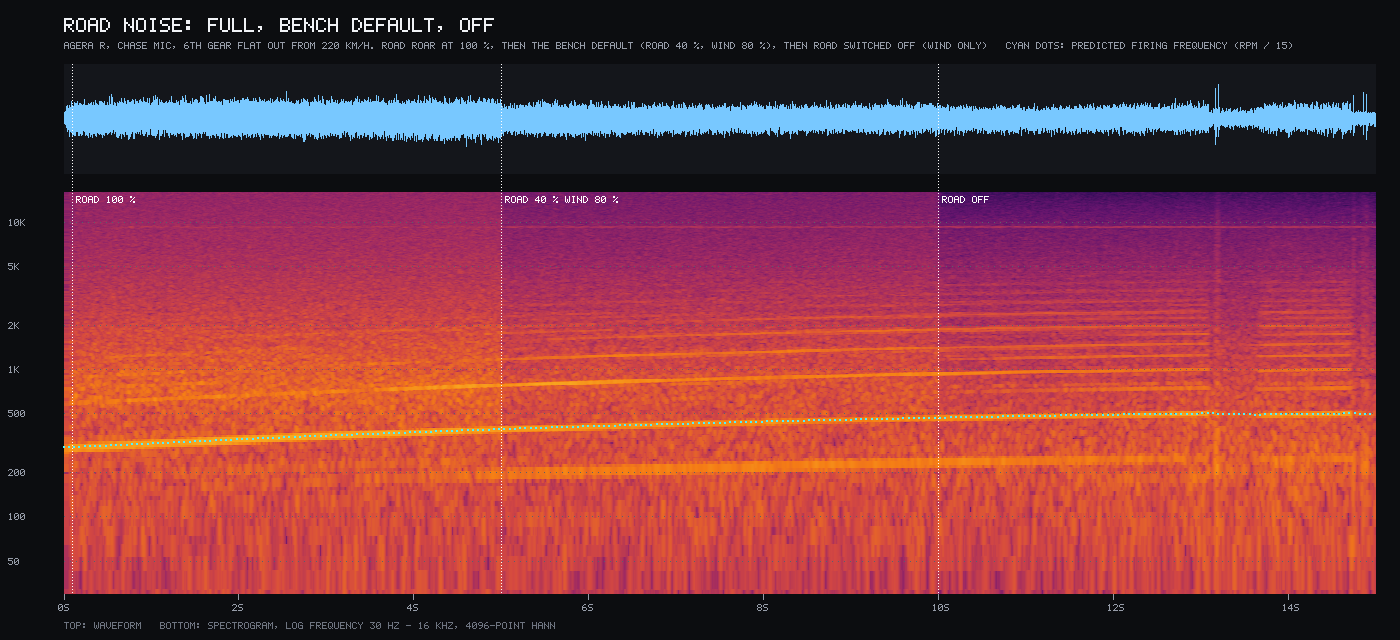 ROAD NOISE: FULL, BENCH DEFAULT, OFF
AGERA R, CHASE MIC, 6TH GEAR FLAT OUT FROM 220 KM/H. ROAD ROAR AT 100 %, THEN THE BENCH DEFAULT (ROAD 40 %, WIND 80 %), THEN ROAD SWITCHED OFF (WIND ONLY) CYAN DOTS: PREDICTED FIRING FREQUENCY (RPM / 15)
ROAD 100 % ROAD 40 % WIND 80 % ROAD OFF
10K
5K
2K
1K
500
200
100
50
0S 2S 4S 6S 8S 10S 12S 14S
TOP: WAVEFORM BOTTOM: SPECTROGRAM, LOG FREQUENCY 30 HZ - 16 KHZ, 4096-POINT HANN